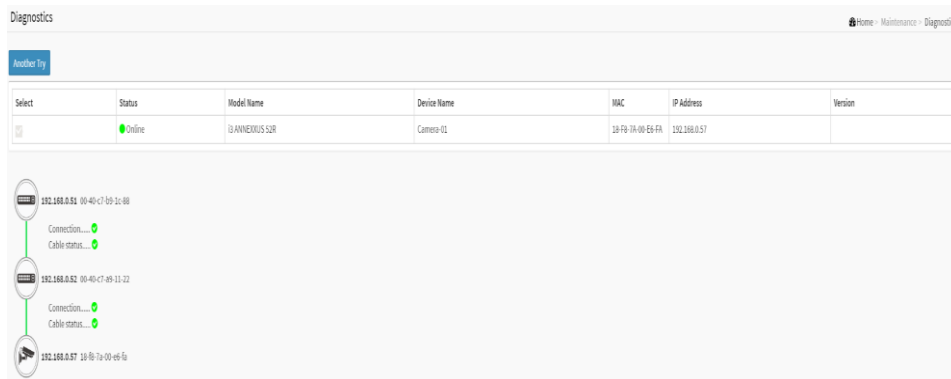 Diagnostics
Home > Maintenance > Diagnosti
Another Try
Select Status Model Name Device Name MAC IP Address Version
Online i3 ANNEXXUS 52R Camera-01 18-F8-7A-00-E6-FA 192.168.0.57
192.168.0.51 00-40-c7-b9-1c-88
Connection.....
Cable status.....
192.168.0.52 00-40-c7-a9-11-22
Connection.....
Cable status.....
192.168.0.57 18-f8-7a-00-e6-fa